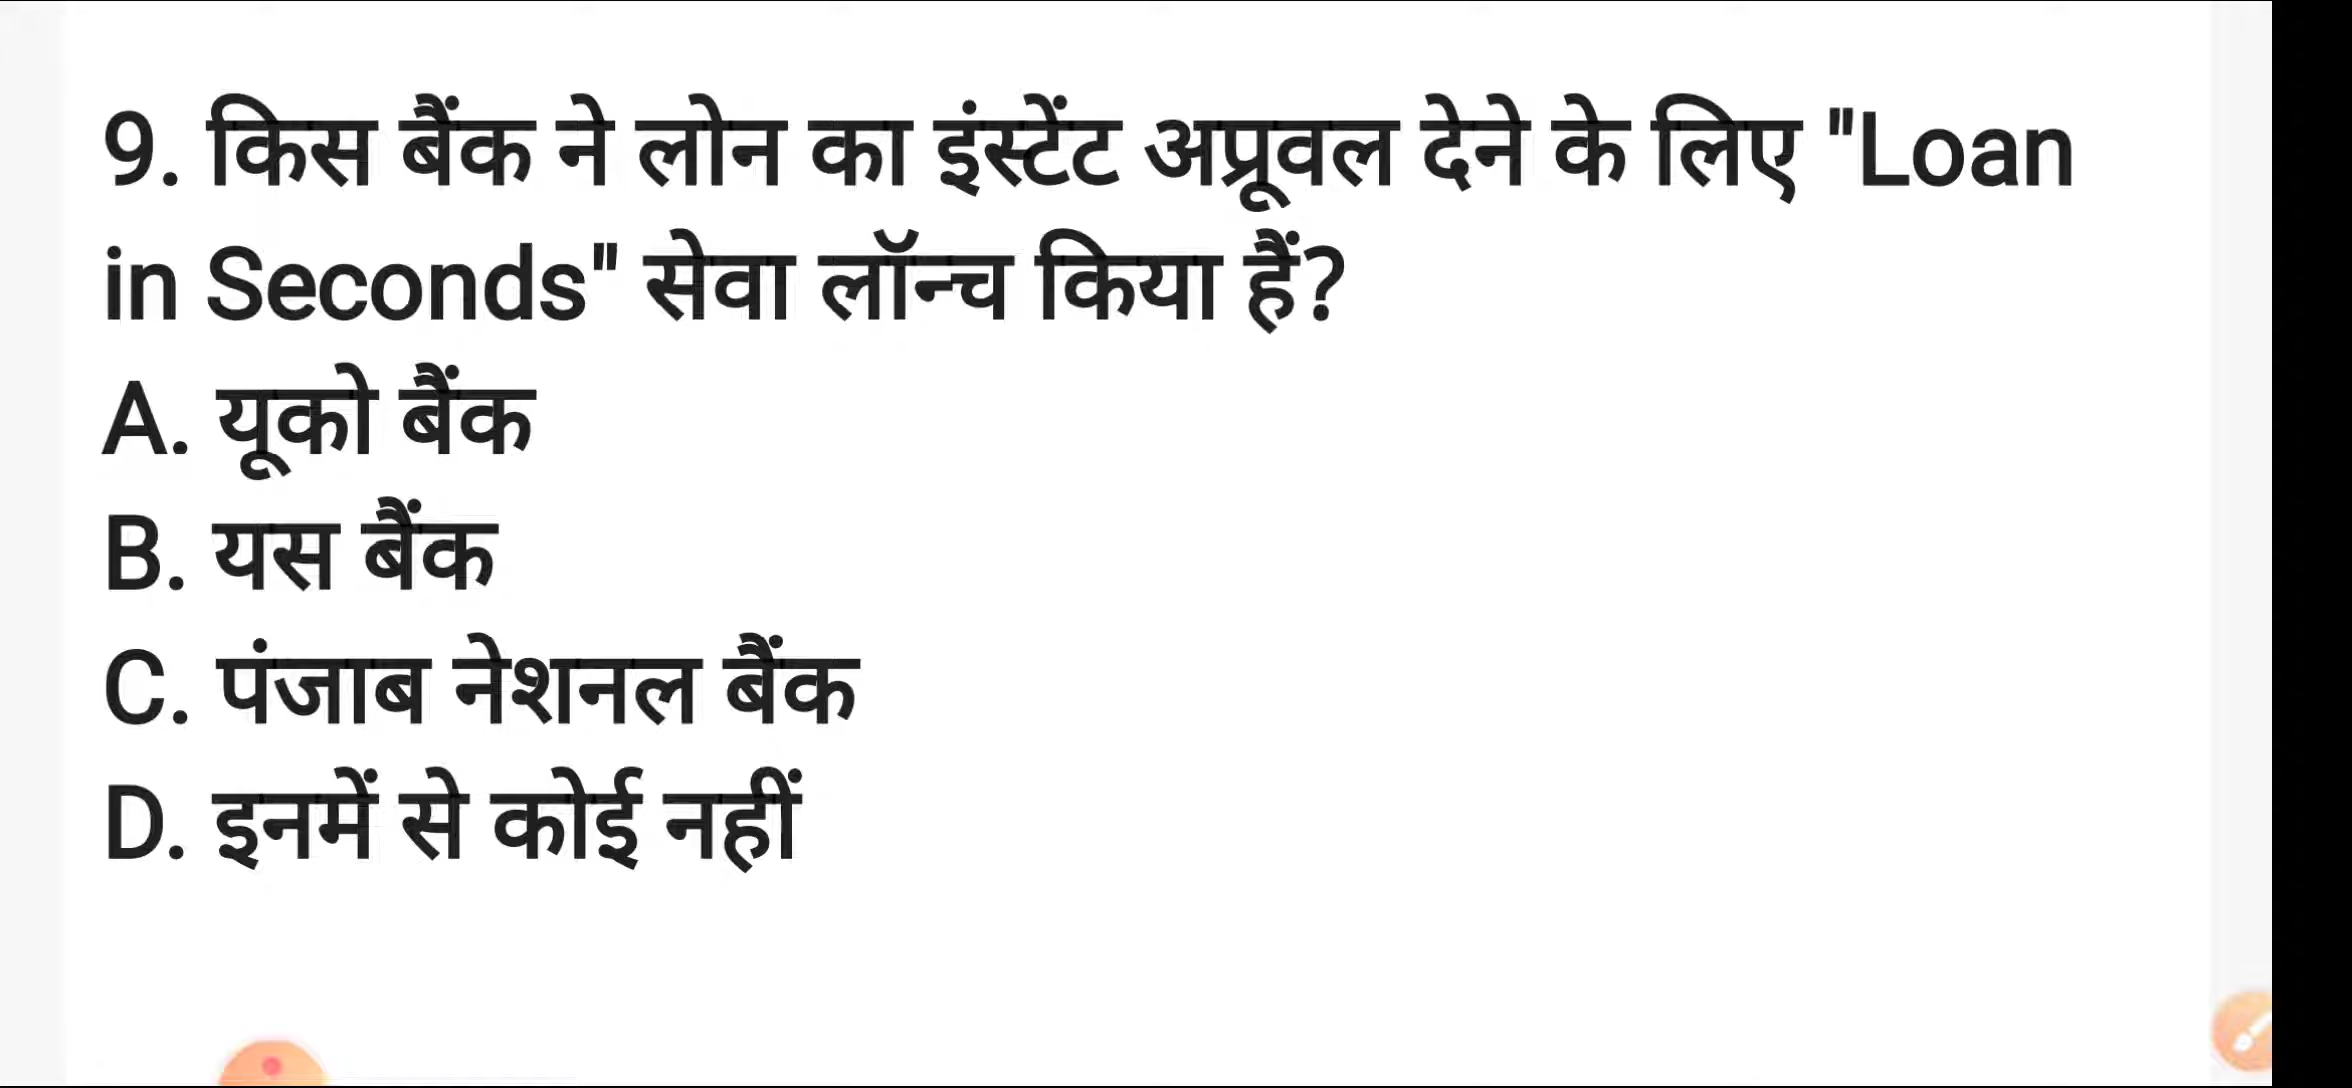 9. किस बैंक ने लोन का इंस्टेंट अप्रूवल देने के लिए "Loan
in Seconds" सेवा लॉन्च किया हैं?
A. यूको बैंक
B. यस बैंक
C. पंजाब नेशनल बैंक
D. इनमें से कोई नहीं